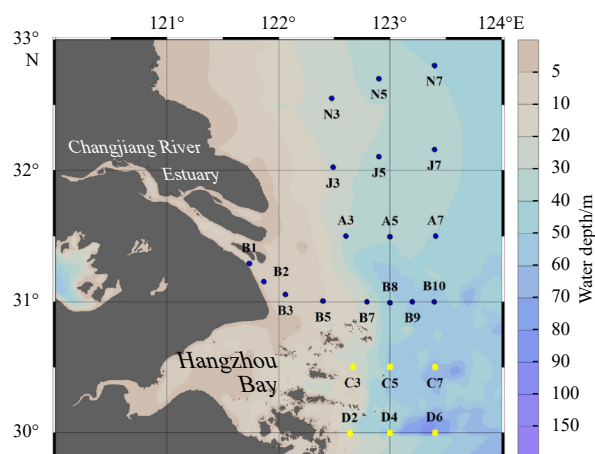 121° 122° 123° 124°E
33°
N
32°
31°
30°
Changjiang River
Estuary
Hangzhou
Bay
N3 N5 N7
J3 J5 J7
A3 A5 A7
B1
B2
B3 B5 B7 B8 B9 B10
C3 C5 C7
D2 D4 D6
5
10
20
30
40
50
60
70
80
90
100
150
Water depth/m